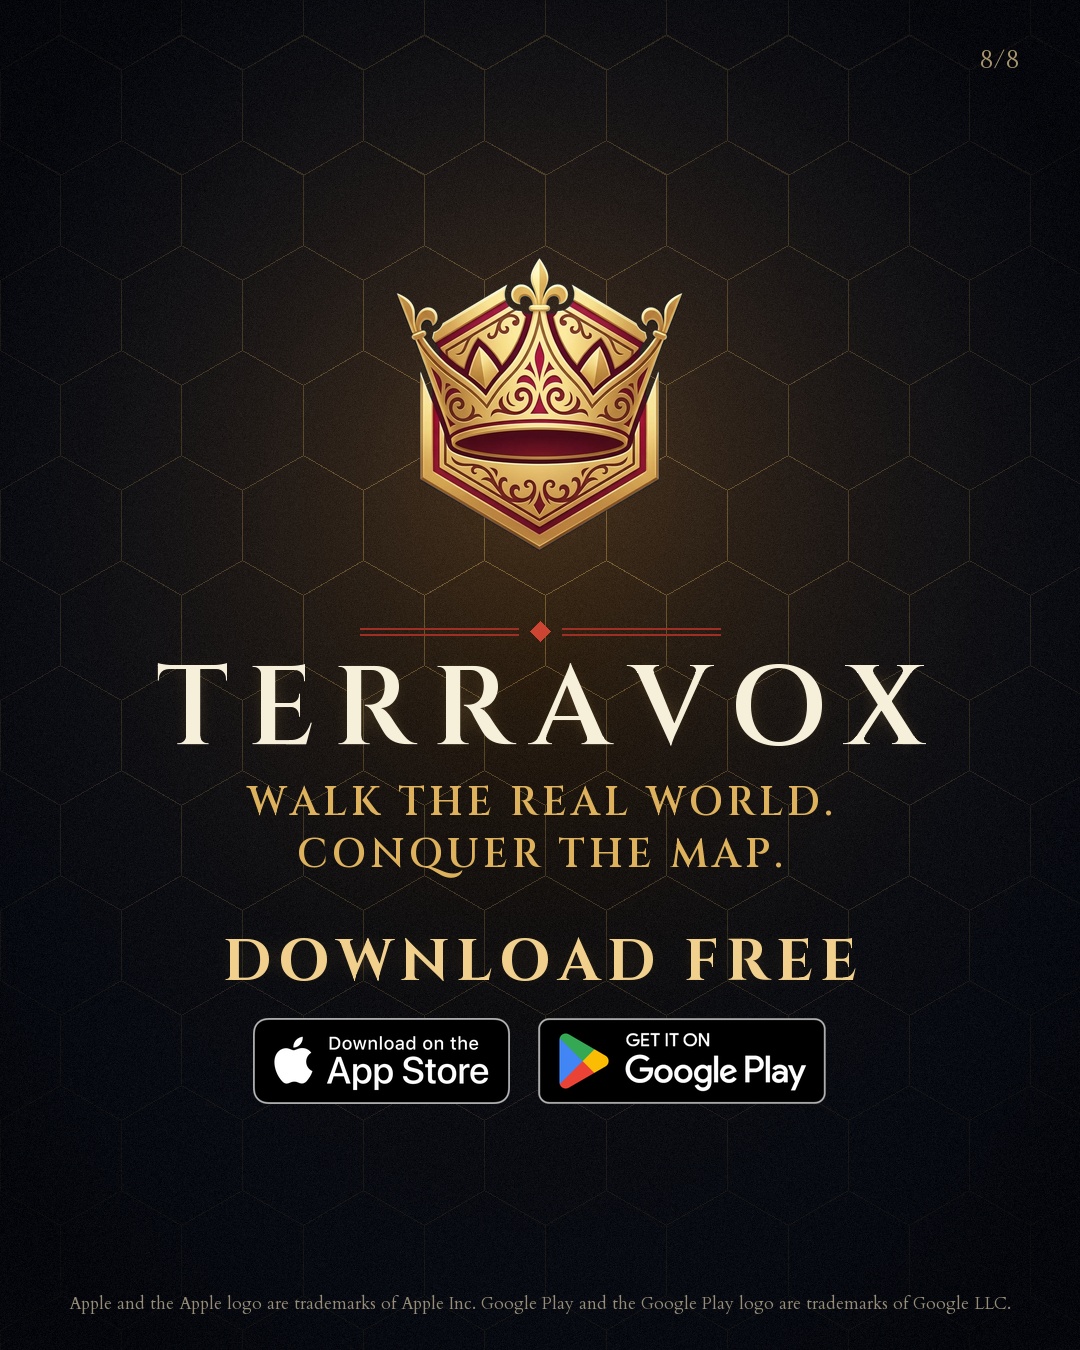 8/8
TERRAVOX
WALK THE REAL WORLD.
CONQUER THE MAP.
DOWNLOAD FREE
Download on the
App Store
GET IT ON
Google Play
Apple and the Apple logo are trademarks of Apple Inc. Google Play and the Google Play logo are trademarks of Google LLC.